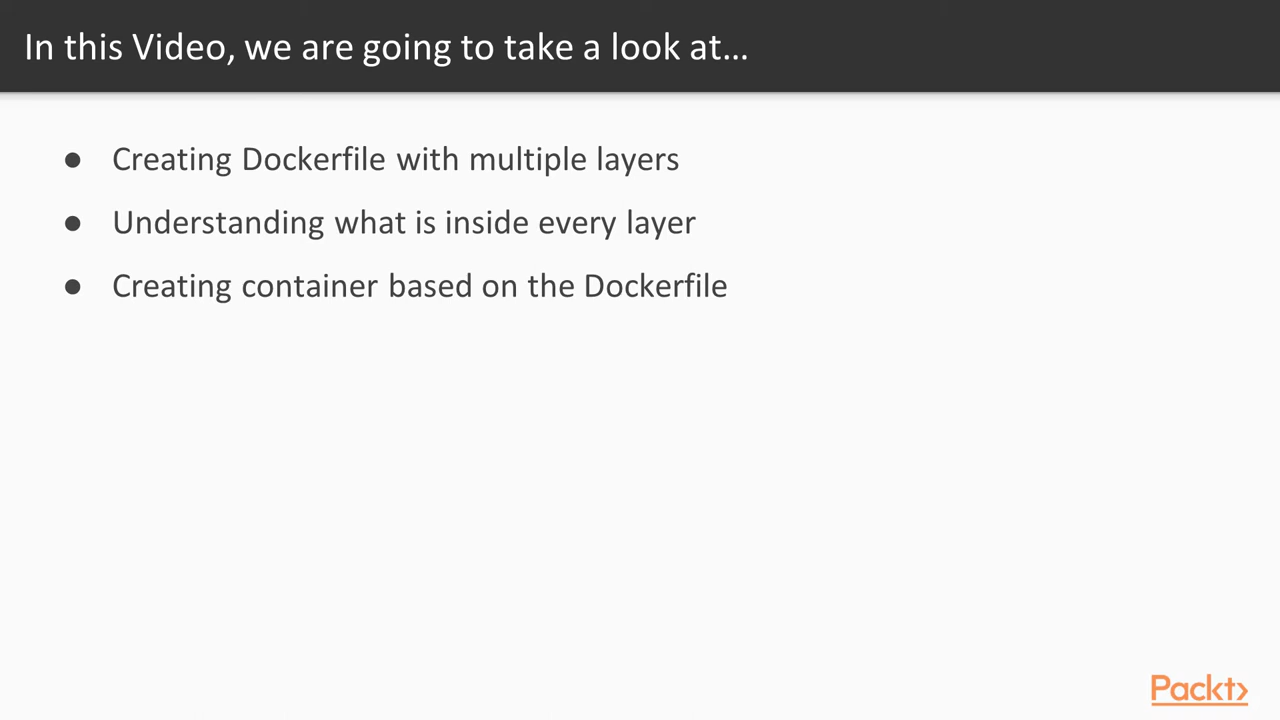 In this Video, we are going to take a look at…
● Creating Dockerfile with multiple layers
● Understanding what is inside every layer
● Creating container based on the Dockerfile
Packt>